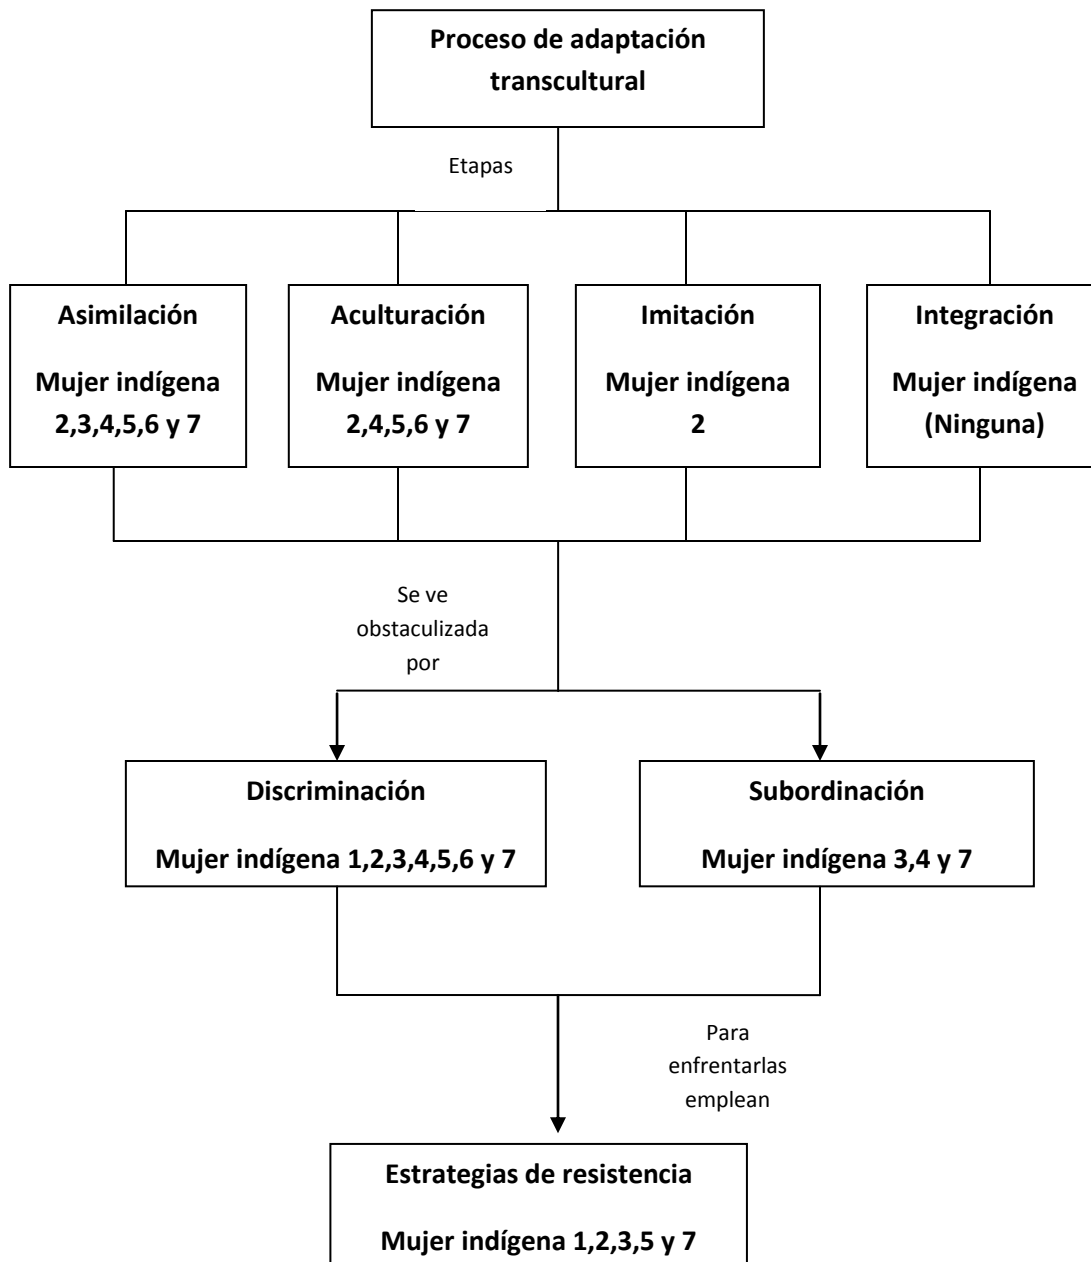 Proceso de adaptación
transcultural
Etapas
Asimilación
Mujer indígena
2,3,4,5,6 y 7
Aculturación
Mujer indígena
2,4,5,6 y 7
Imitación
Mujer indígena
2
Integración
Mujer indígena
(Ninguna)
Se ve
obstaculizada
por
Discriminación
Mujer indígena 1,2,3,4,5,6 y 7
Subordinación
Mujer indígena 3,4 y 7
Para
enfrentarlas
emplean
Estrategias de resistencia
Mujer indígena 1,2,3,5 y 7